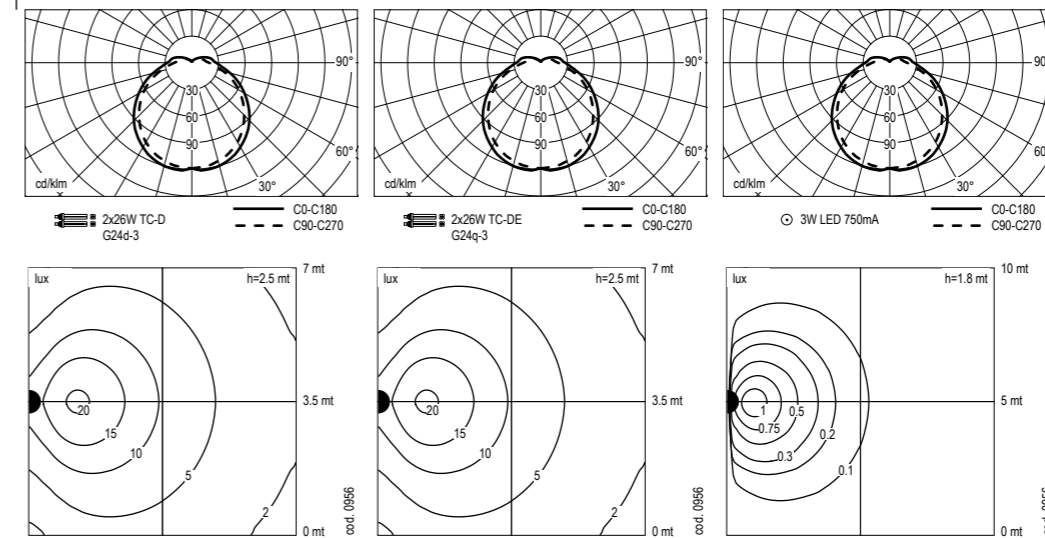 90°
60°
30°
30
60
90
cd/klm
2x26W TC-D
G24d-3
C0-C180
C90-C270
90°
60°
30°
30
60
90
cd/klm
2x26W TC-DE
G24q-3
C0-C180
C90-C270
90°
60°
30°
30
60
90
cd/klm
3W LED 750mA
C0-C180
C90-C270
lux
h=2.5 mt
7 mt
3.5 mt
0 mt
20
15
10
5
2
cod. 0956
lux
h=2.5 mt
7 mt
3.5 mt
0 mt
20
15
10
5
2
cod. 0956
lux
h=1.8 mt
10 mt
5 mt
0 mt
1
0.75
0.5
0.3
0.2
0.1